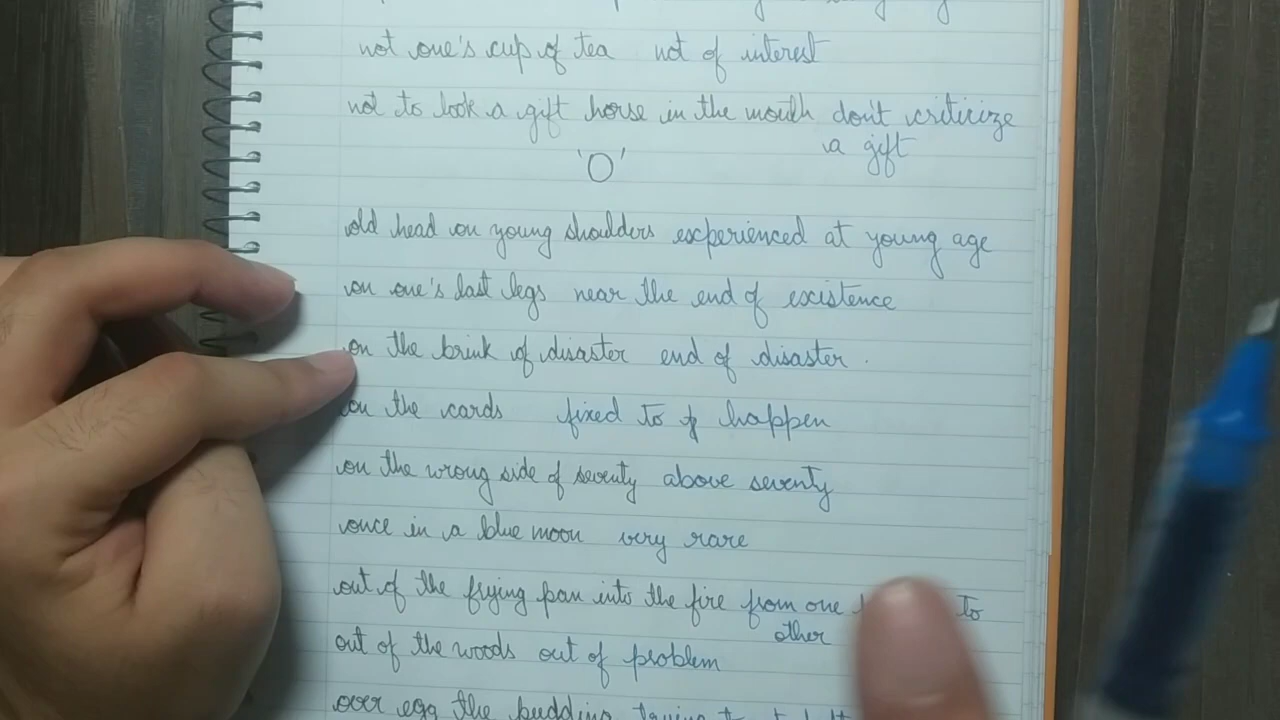 not one's cup of tea not of interest
not to look a gift horse in the mouth don't criticize
a gift
'O'
old head on young shoulders experienced at young age
on one's last legs near the end of existence
on the brink of disaster end of disaster .
on the cards fixed to happen
on the wrong side of seventy above seventy
once in a blue moon very rare
out of the frying pan into the fire from one to
other
out of the woods out of problem
over egg the pudding